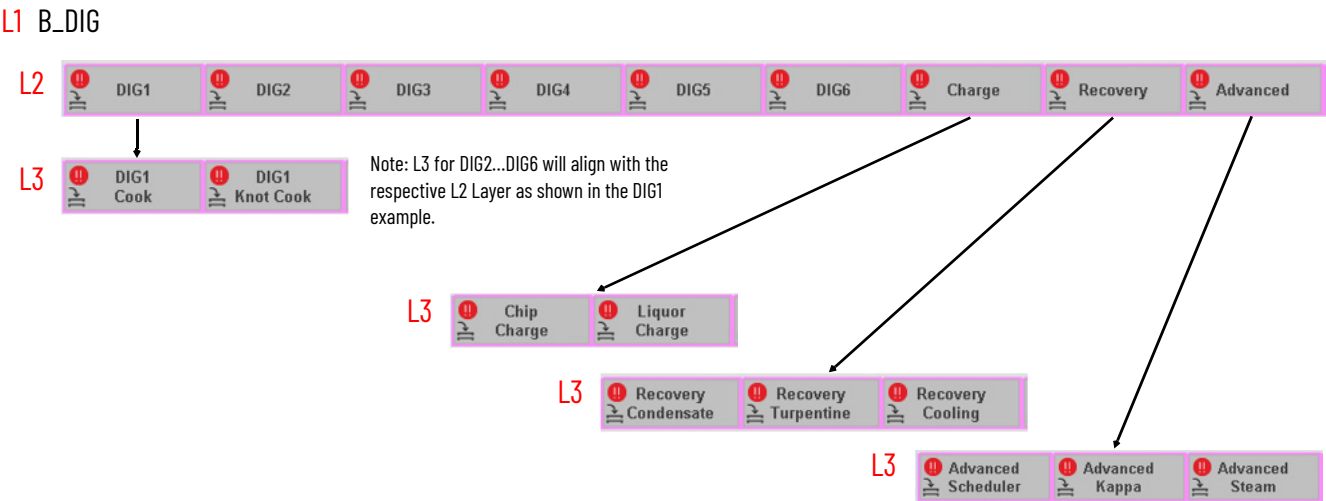 L1 B_DIG
L2 DIG1 DIG2 DIG3 DIG4 DIG5 DIG6 Charge Recovery Advanced
L3
DIG1
Cook
DIG1
Knot Cook
Note: L3 for DIG2...DIG6 will align with the
respective L2 Layer as shown in the DIG1
example.
L3
Chip
Charge
Liquor
Charge
L3
Recovery
Condensate
Recovery
Turpentine
Recovery
Cooling
L3
Advanced
Scheduler
Advanced
Kappa
Advanced
Steam